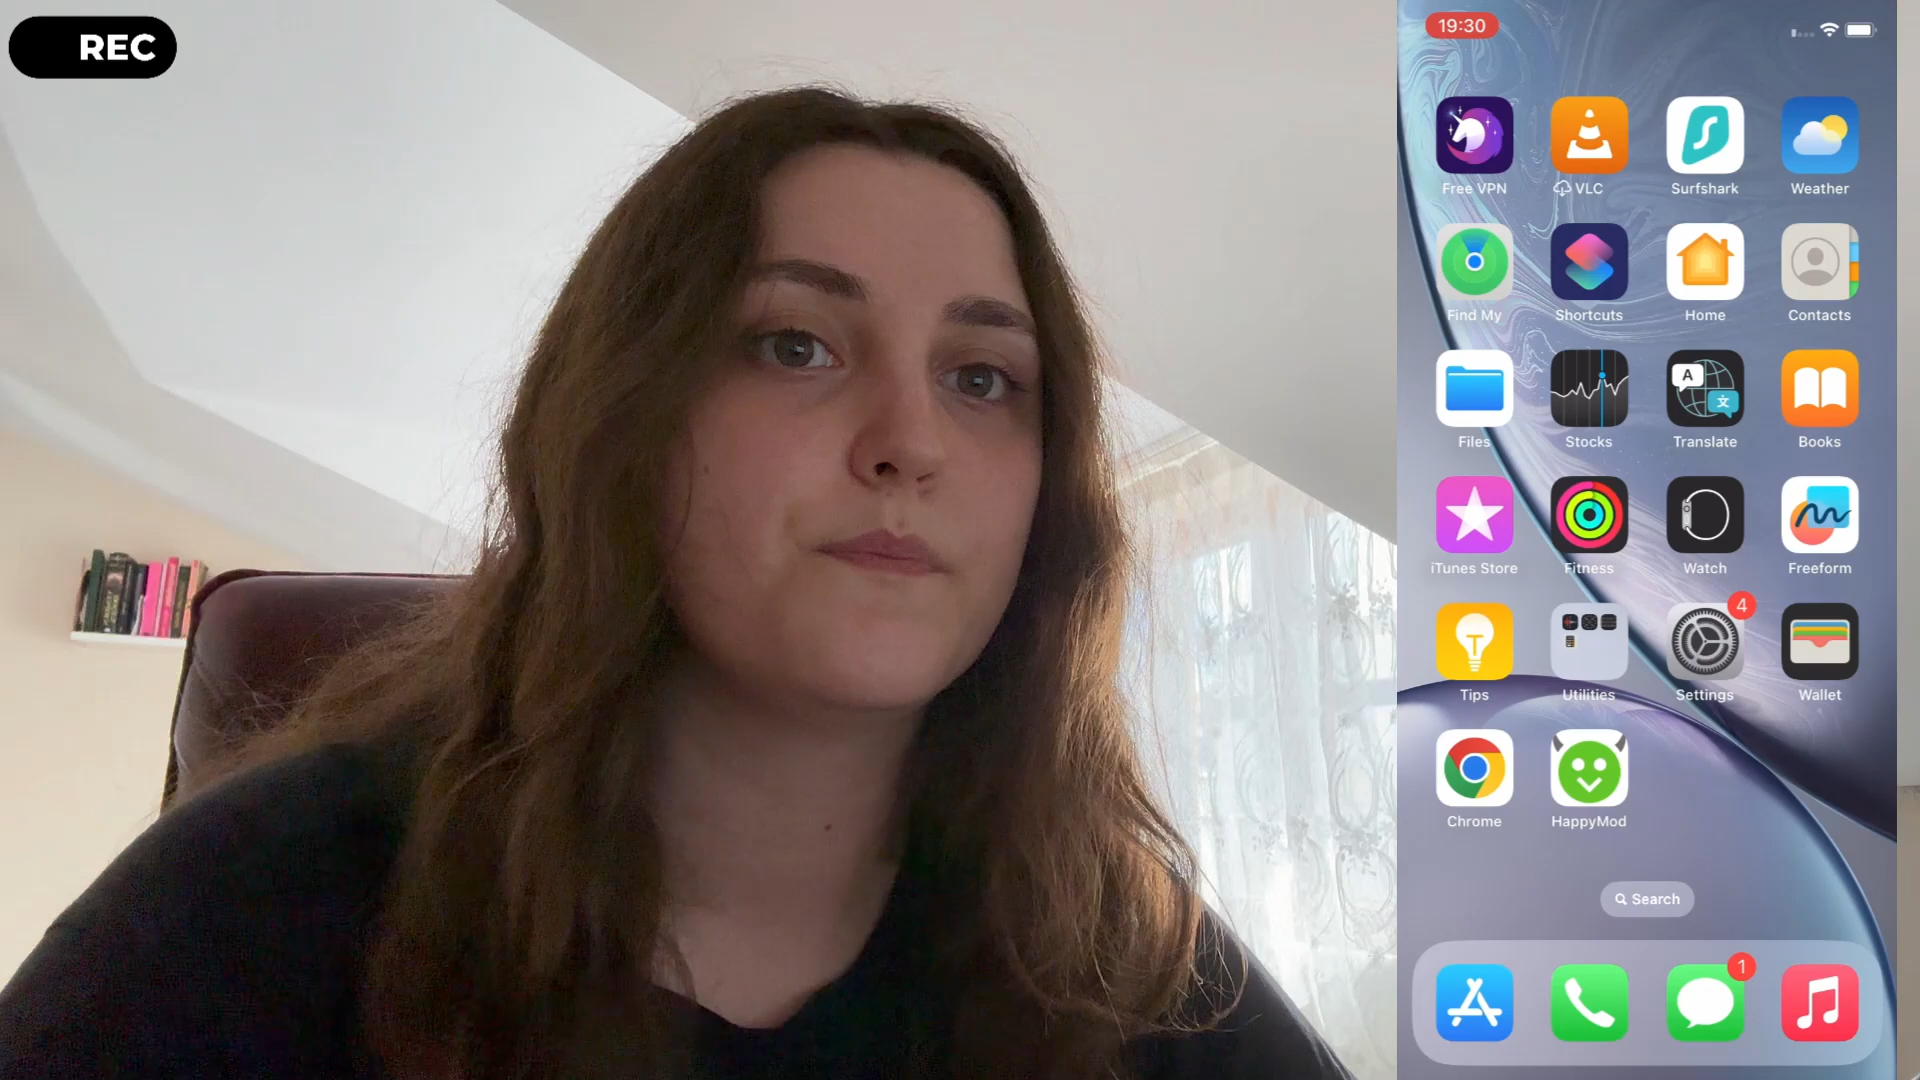 REC
19:30
Free VPN
VLC
Surfshark
Weather
Find My
Shortcuts
Home
Contacts
A
文
Files
Stocks
Translate
Books
iTunes Store
Fitness
Watch
Freeform
4
Tips
Utilities
Settings
Wallet
Chrome
HappyMod
Search
1